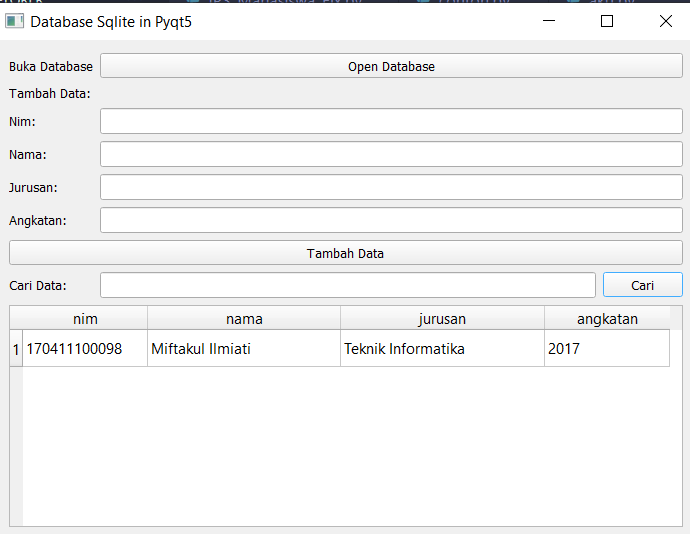 Database Sqlite in Pyqt5
Buka Database Open Database
Tambah Data:
Nim:
Nama:
Jurusan:
Angkatan:
Tambah Data
Cari Data: Cari
nim nama jurusan angkatan
1 170411100098 Miftakul Ilmiati Teknik Informatika 2017